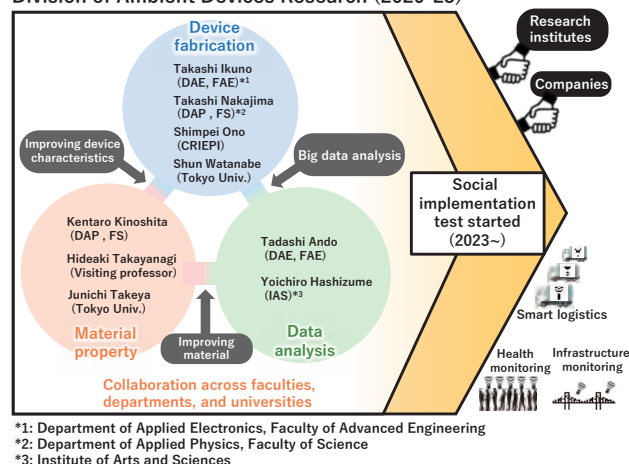 Division of Ambient Devices Research (2020-25)
Device
fabrication
Takashi Ikuno
(DAE, FAE)*1
Takashi Nakajima
(DAP , FS)*2
Shimpei Ono
(CRIEPI)
Shun Watanabe
(Tokyo Univ.)
Improving device
characteristics
Big data analysis
Kentaro Kinoshita
(DAP , FS)
Hideaki Takayanagi
(Visiting professor)
Junichi Takeya
(Tokyo Univ.)
Material
property
Tadashi Ando
(DAE, FAE)
Yoichiro Hashizume
(IAS)*3
Data
analysis
Improving
material
Collaboration across faculties,
departments, and universities
Social
implementation
test started
(2023~)
Research
institutes
Companies
Smart logistics
Health
monitoring
Infrastructure
monitoring
*1: Department of Applied Electronics, Faculty of Advanced Engineering
*2: Department of Applied Physics, Faculty of Science
*3: Institute of Arts and Sciences